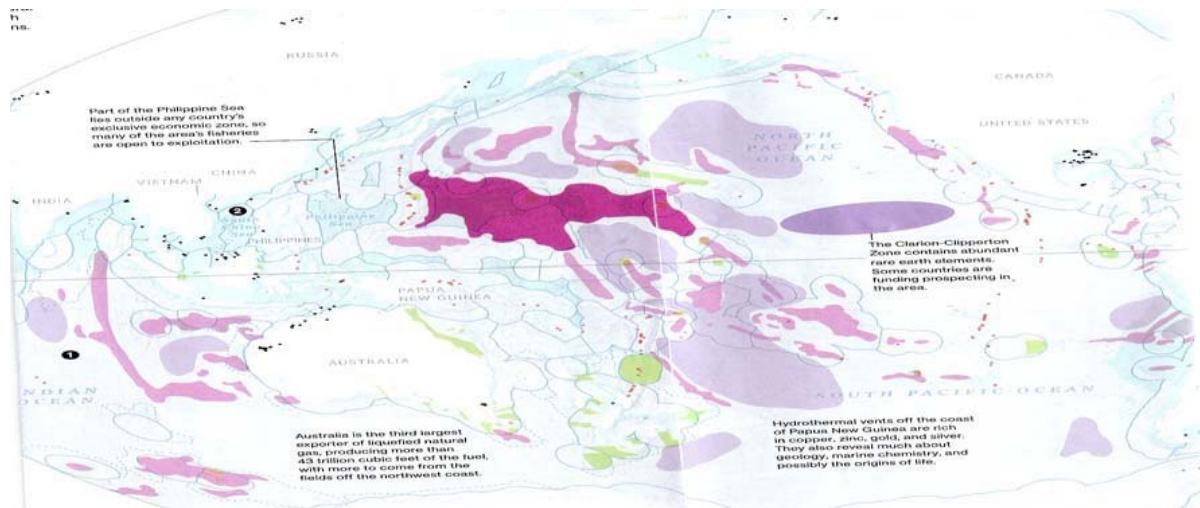 h
ns.
RUSSIA
CANADA
Part of the Philippine Sea
lies outside any country's
exclusive economic zone, so
many of the area's fisheries
are open to exploitation.
UNITED STATES
NORTH
PACIFIC
OCEAN
CHINA
VIETNAM
INDIA
2
South
China
Sea
Philippine
Sea
PHILIPPINES
The Clarion-Clipperton
Zone contains abundant
rare earth elements.
Some countries are
funding prospecting in
the area.
PAPUA
NEW GUINEA
1
AUSTRALIA
NDIAN
OCEAN
SOUTH PACIFIC OCEAN
Australia is the third largest
exporter of liquefied natural
gas, producing more than
43 trillion cubic feet of the fuel,
with more to come from the
fields off the northwest coast.
Hydrothermal vents off the coast
of Papua New Guinea are rich
in copper, zinc, gold, and silver.
They also reveal much about
geology, marine chemistry, and
possibly the origins of life.